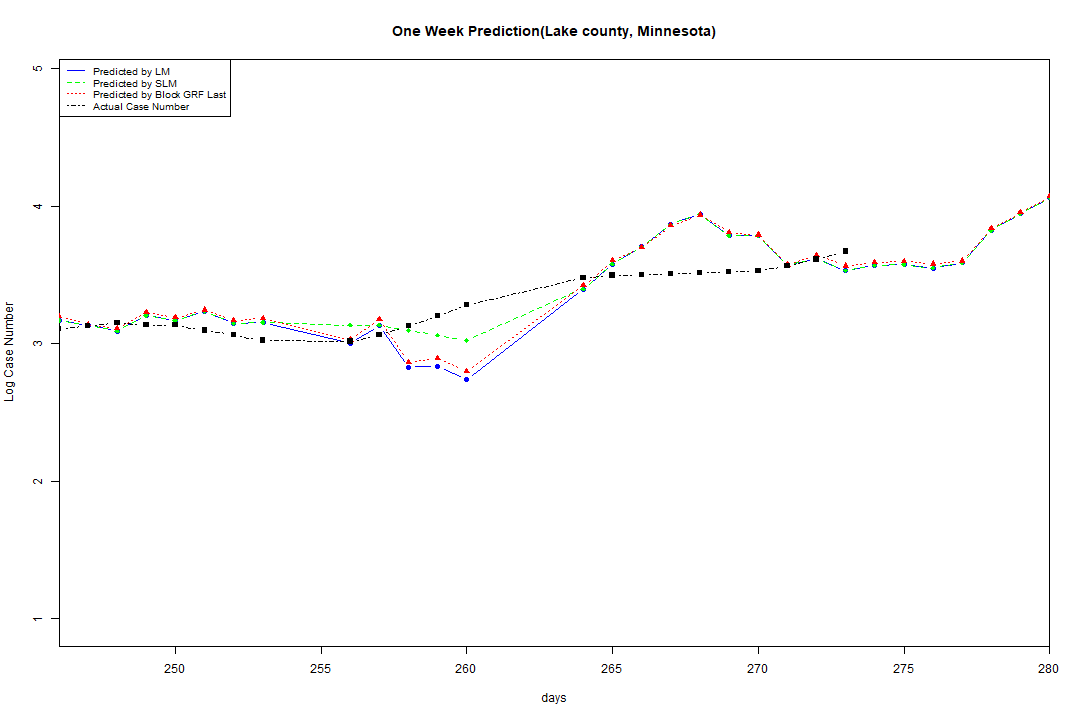 One Week Prediction(Lake county, Minnesota)
Predicted by LM
Predicted by SLM
Predicted by Block GRF Last
Actual Case Number
5
4
3
2
1
Log Case Number
250 255 260 265 270 275 280
days